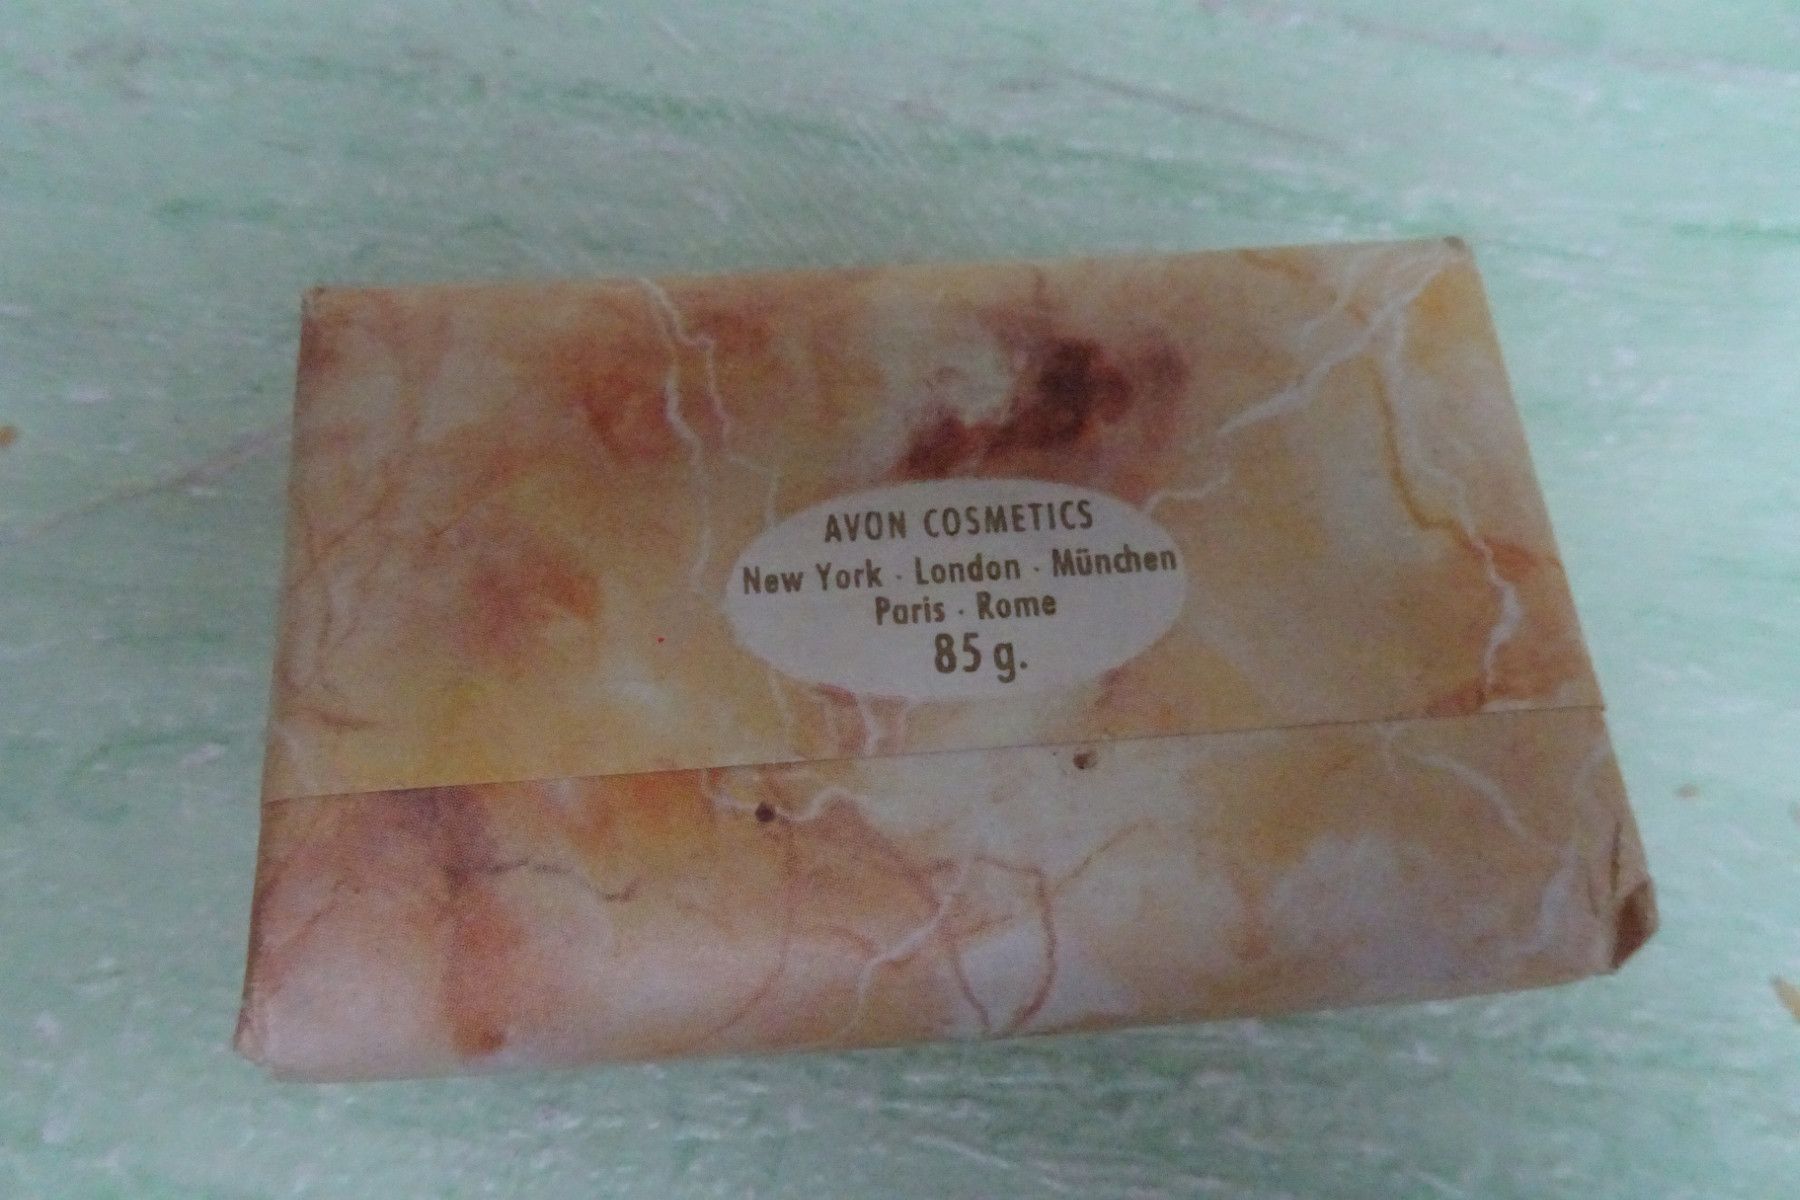 AVON COSMETICS
New York · London · München
Paris · Rome
85 g.